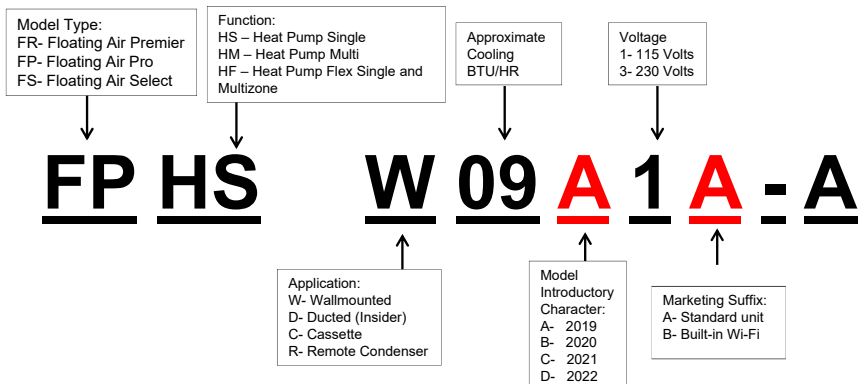 Model Type:
FR- Floating Air Premier
FP- Floating Air Pro
FS- Floating Air Select
Function:
HS – Heat Pump Single
HM – Heat Pump Multi
HF – Heat Pump Flex Single and
Multizone
Approximate
Cooling
BTU/HR
Voltage
1- 115 Volts
3- 230 Volts
FP HS W 09 A 1 A - A
Application:
W- Wallmounted
D- Ducted (Insider)
C- Cassette
R- Remote Condenser
Model
Introductory
Character:
A- 2019
B- 2020
C- 2021
D- 2022
Marketing Suffix:
A- Standard unit
B- Built-in Wi-Fi